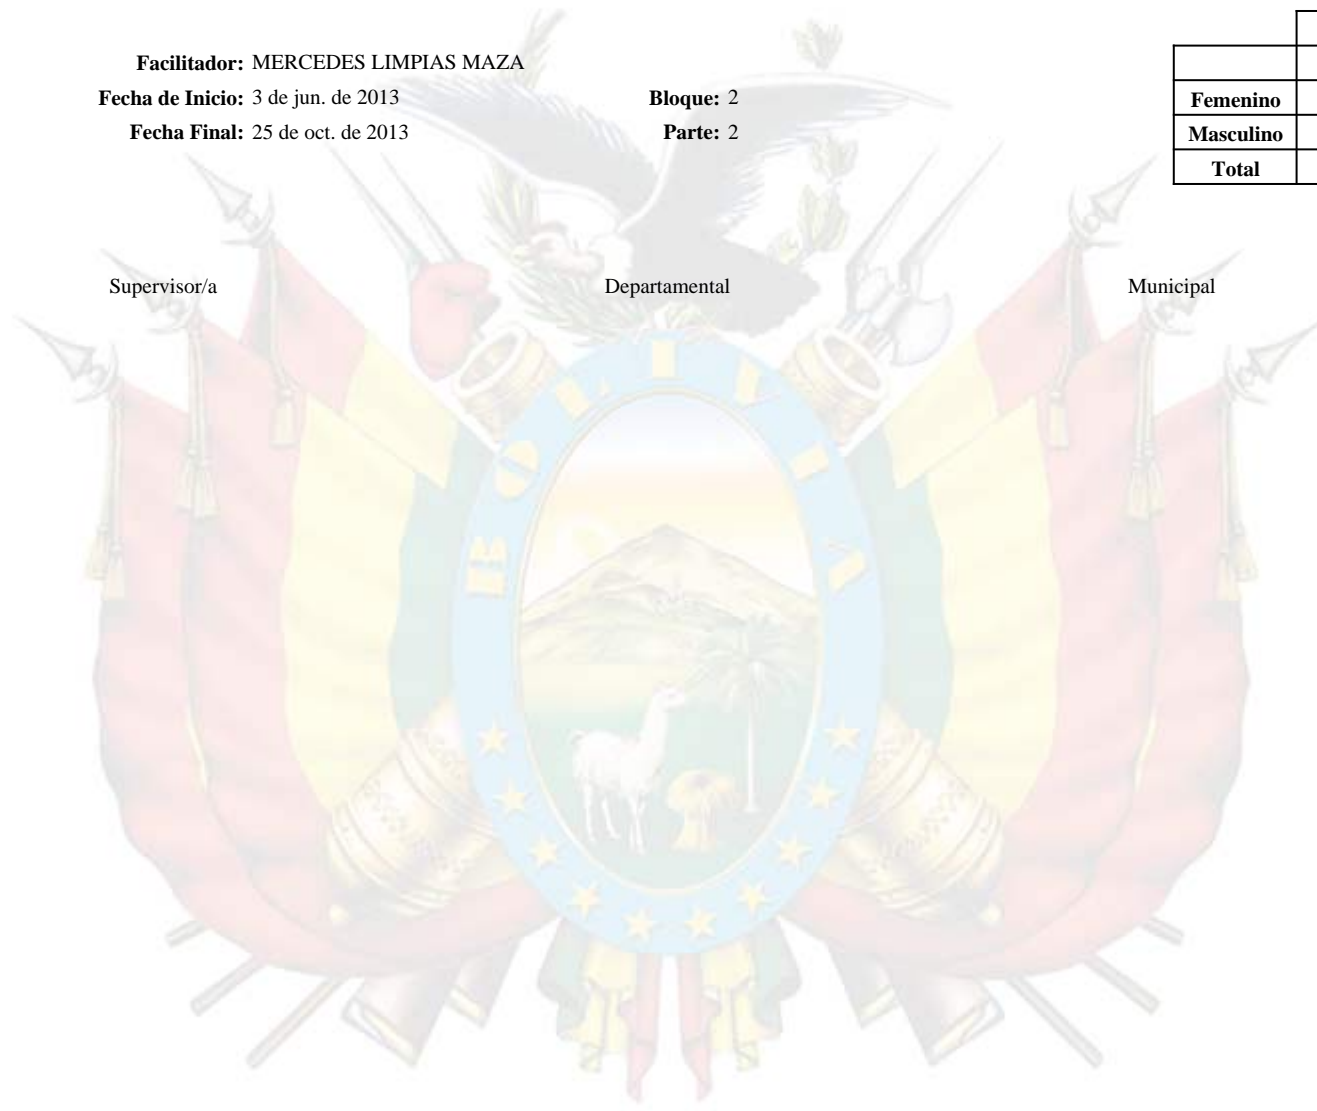 Facilitador: MERCEDES LIMPIAS MAZA
Fecha de Inicio: 3 de jun. de 2013 Bloque: 2
Fecha Final: 25 de oct. de 2013 Parte: 2
Femenino
Masculino
Total
Supervisor/a Departamental Municipal
BOLIVIA